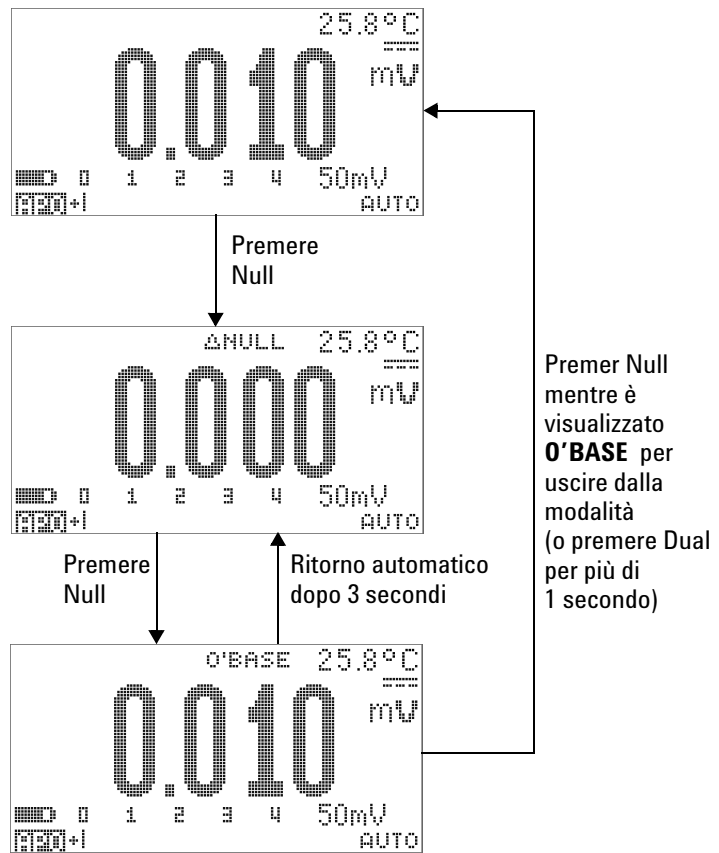 25.8°C
0.010 mV
0 1 2 3 4 50mV
AUTO
Premere
Null
ΔNULL 25.8°C
0.000 mV
0 1 2 3 4 50mV
AUTO
Premere
Null
Ritorno automatico
dopo 3 secondi
O'BASE 25.8°C
0.010 mV
0 1 2 3 4 50mV
AUTO
Premer Null
mentre è
visualizzato
O'BASE per
uscire dalla
modalità
(o premere Dual
per più di
1 secondo)